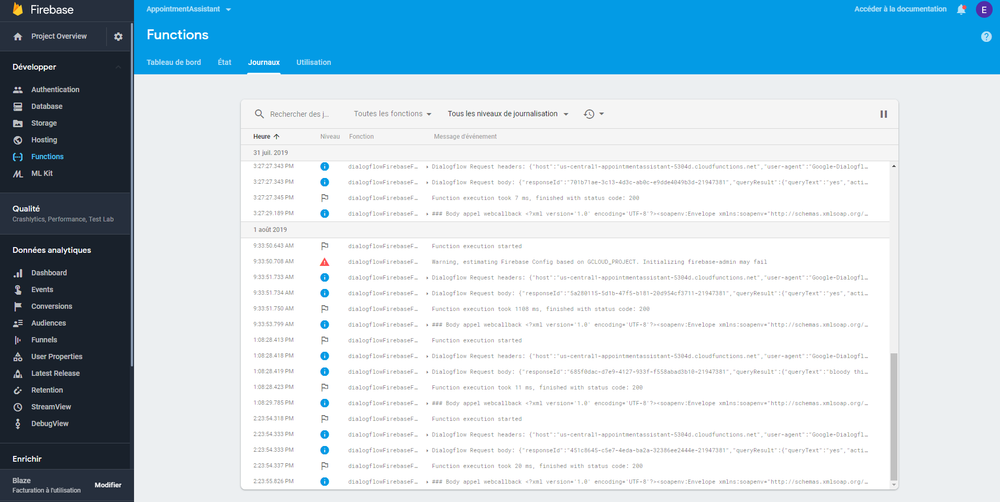 Firebase
AppointmentAssistant
Accéder à la documentation
E
Project Overview
Functions
?
Tableau de bord
État
Journaux
Utilisation
Développer
Authentication
Database
Storage
Hosting
Functions
ML Kit
Qualité
Crashlytics, Performance, Test Lab
Données analytiques
Dashboard
Events
Conversions
Audiences
Funnels
User Properties
Latest Release
Retention
StreamView
DebugView
Enrichir
Blaze
Facturation à l'utilisation
Modifier
Rechercher des j...
Toutes les fonctions
Tous les niveaux de journalisation
Heure Niveau Fonction Message d'événement
31 juil. 2019
3:27:27.343 PM dialogflowFirebaseF… Dialogflow Request headers: {"host":"us-central1-appointmentassistant-5304d.cloudfunctions.net","user-agent":"Google-Dialogfl…
3:27:27.343 PM dialogflowFirebaseF… Dialogflow Request body: {"responseId":"701b71ae-3c13-4d3c-ab0c-e9dde4049b3d-21947381","queryResult":{"queryText":"yes","acti…
3:27:27.345 PM dialogflowFirebaseF… Function execution took 7 ms, finished with status code: 200
3:27:29.189 PM dialogflowFirebaseF… ### Body appel webcallback <?xml version='1.0' encoding='UTF-8'?><soapenv:Envelope xmlns:soapenv="http://schemas.xmlsoap.org/…
1 août 2019
9:33:50.643 AM dialogflowFirebaseF… Function execution started
9:33:50.708 AM dialogflowFirebaseF… Warning, estimating Firebase Config based on GCLOUD_PROJECT. Initializing firebase-admin may fail
9:33:51.733 AM dialogflowFirebaseF… Dialogflow Request headers: {"host":"us-central1-appointmentassistant-5304d.cloudfunctions.net","user-agent":"Google-Dialogfl…
9:33:51.734 AM dialogflowFirebaseF… Dialogflow Request body: {"responseId":"5a280115-5d1b-47f5-b181-20d954cf3711-21947381","queryResult":{"queryText":"yes","acti…
9:33:51.750 AM dialogflowFirebaseF… Function execution took 1108 ms, finished with status code: 200
9:33:53.799 AM dialogflowFirebaseF… ### Body appel webcallback <?xml version='1.0' encoding='UTF-8'?><soapenv:Envelope xmlns:soapenv="http://schemas.xmlsoap.org/…
1:08:28.413 PM dialogflowFirebaseF… Function execution started
1:08:28.418 PM dialogflowFirebaseF… Dialogflow Request headers: {"host":"us-central1-appointmentassistant-5304d.cloudfunctions.net","user-agent":"Google-Dialogfl…
1:08:28.419 PM dialogflowFirebaseF… Dialogflow Request body: {"responseId":"685f0dac-d7e9-4127-933f-f558abad3b10-21947381","queryResult":{"queryText":"bloody thi…
1:08:28.423 PM dialogflowFirebaseF… Function execution took 11 ms, finished with status code: 200
1:08:29.785 PM dialogflowFirebaseF… ### Body appel webcallback <?xml version='1.0' encoding='UTF-8'?><soapenv:Envelope xmlns:soapenv="http://schemas.xmlsoap.org/…
2:23:54.318 PM dialogflowFirebaseF… Function execution started
2:23:54.333 PM dialogflowFirebaseF… Dialogflow Request headers: {"host":"us-central1-appointmentassistant-5304d.cloudfunctions.net","user-agent":"Google-Dialogfl…
2:23:54.333 PM dialogflowFirebaseF… Dialogflow Request body: {"responseId":"451c8645-c5e7-4eda-ba2a-32386ee2444e-21947381","queryResult":{"queryText":"yes","acti…
2:23:54.337 PM dialogflowFirebaseF… Function execution took 20 ms, finished with status code: 200
2:23:55.826 PM dialogflowFirebaseF… ### Body appel webcallback <?xml version='1.0' encoding='UTF-8'?><soapenv:Envelope xmlns:soapenv="http://schemas.xmlsoap.org/…